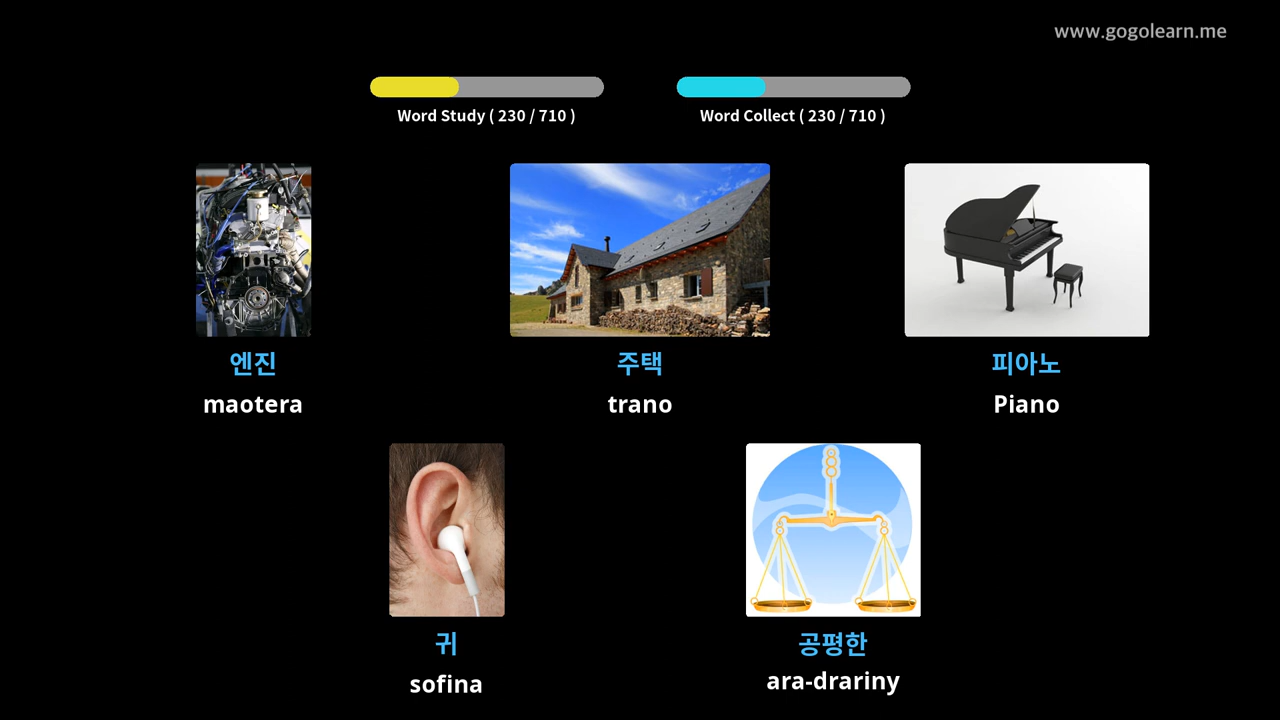 www.gogolearn.me
Word Study ( 230 / 710 )
Word Collect ( 230 / 710 )
엔진
maotera
주택
trano
피아노
Piano
귀
sofina
공평한
ara-drariny